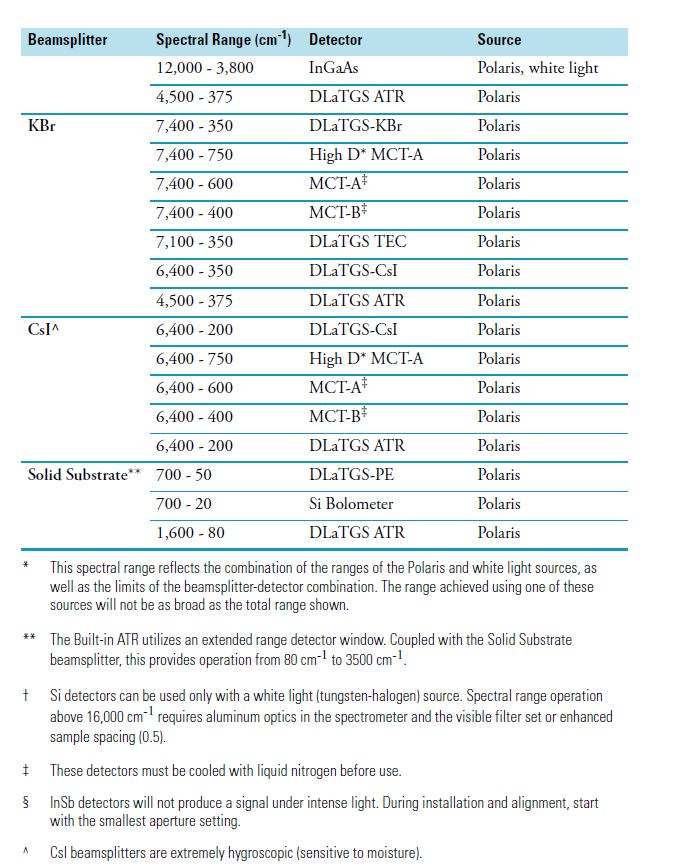 Beamsplitter Spectral Range (cm-1) Detector Source
12,000 - 3,800 InGaAs Polaris, white light
4,500 - 375 DLaTGS ATR Polaris
KBr 7,400 - 350 DLaTGS-KBr Polaris
7,400 - 750 High D* MCT-A Polaris
7,400 - 600 MCT-A‡ Polaris
7,400 - 400 MCT-B‡ Polaris
7,100 - 350 DLaTGS TEC Polaris
6,400 - 350 DLaTGS-CsI Polaris
4,500 - 375 DLaTGS ATR Polaris
CsI^ 6,400 - 200 DLaTGS-CsI Polaris
6,400 - 750 High D* MCT-A Polaris
6,400 - 600 MCT-A‡ Polaris
6,400 - 400 MCT-B‡ Polaris
6,400 - 200 DLaTGS ATR Polaris
Solid Substrate** 700 - 50 DLaTGS-PE Polaris
700 - 20 Si Bolometer Polaris
1,600 - 80 DLaTGS ATR Polaris
* This spectral range reflects the combination of the ranges of the Polaris and white light sources, as
well as the limits of the beamsplitter-detector combination. The range achieved using one of these
sources will not be as broad as the total range shown.
** The Built-in ATR utilizes an extended range detector window. Coupled with the Solid Substrate
beamsplitter, this provides operation from 80 cm-1 to 3500 cm-1.
† Si detectors can be used only with a white light (tungsten-halogen) source. Spectral range operation
above 16,000 cm-1 requires aluminum optics in the spectrometer and the visible filter set or enhanced
sample spacing (0.5).
‡ These detectors must be cooled with liquid nitrogen before use.
§ InSb detectors will not produce a signal under intense light. During installation and alignment, start
with the smallest aperture setting.
^ CsI beamsplitters are extremely hygroscopic (sensitive to moisture).